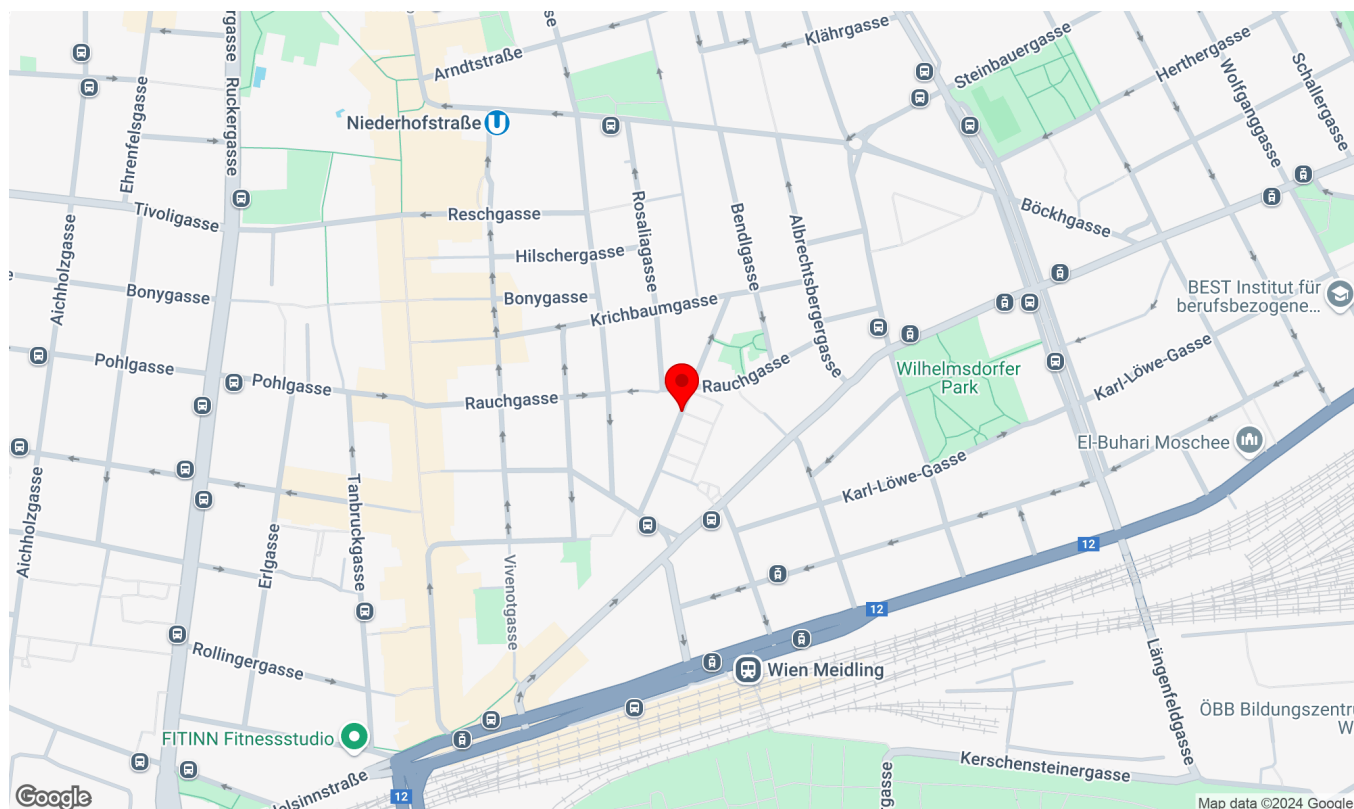 Klährgasse
Steinbauergasse
Herthergasse
Wolfganggasse
Schallergasse
Arndtstraße
Ruckergasse
Ehrenfelsgasse
Niederhofstraße
Tivoligasse
Reschgasse
Rosaliagasse
Bendlgasse
Albrechtsbergergasse
Böckhgasse
Hilschergasse
Aichholzgasse
Bonygasse
Bonygasse
Krichbaumgasse
BEST Institut für
berufsbezogene...
Pohlgasse
Pohlgasse
Rauchgasse
Rauchgasse
Wilhelmsdorfer
Park
Karl-Löwe-Gasse
El-Buhari Moschee
Karl-Löwe-Gasse
Tanbruckgasse
Erlgasse
Aichholzgasse
Vivenotgasse
12
12
Rollingergasse
Wien Meidling
Längenfeldgasse
FITINN Fitnessstudio
ÖBB Bildungszentru
W
Kerschensteinergasse
elsinnstraße
12
Google
Map data ©2024 Google